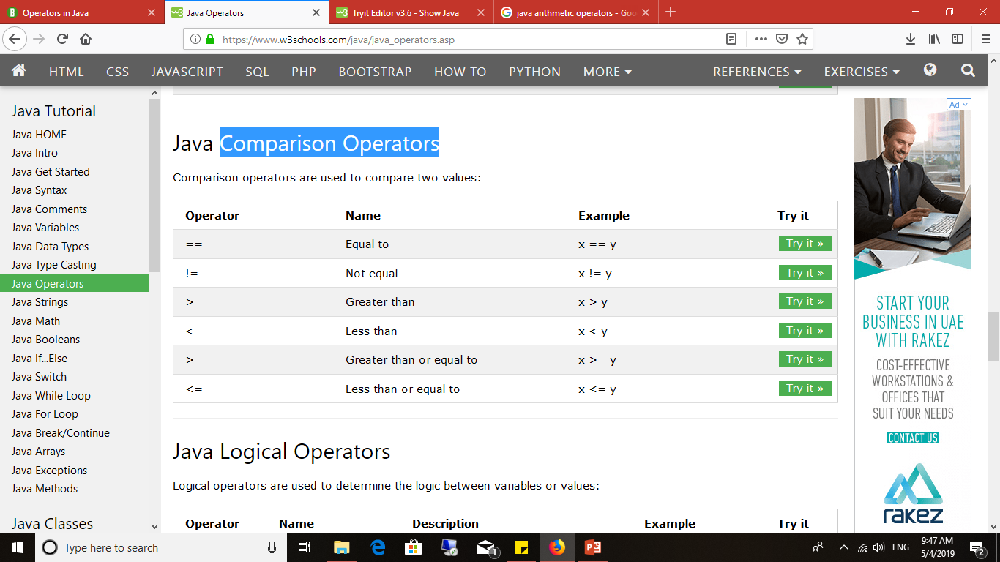 Operators in Java
Java Operators
Tryit Editor v3.6 - Show Java
java arithmetic operators - Goo
https://www.w3schools.com/java/java_operators.asp
HTML CSS JAVASCRIPT SQL PHP BOOTSTRAP HOW TO PYTHON MORE REFERENCES EXERCISES
Java Tutorial
Java HOME
Java Intro
Java Get Started
Java Syntax
Java Comments
Java Variables
Java Data Types
Java Type Casting
Java Operators
Java Strings
Java Math
Java Booleans
Java If...Else
Java Switch
Java While Loop
Java For Loop
Java Break/Continue
Java Arrays
Java Exceptions
Java Methods
Java Classes
Java Comparison Operators
Comparison operators are used to compare two values:
Operator Name Example Try it
== Equal to x == y Try it »
!= Not equal x != y Try it »
> Greater than x > y Try it »
< Less than x < y Try it »
>= Greater than or equal to x >= y Try it »
<= Less than or equal to x <= y Try it »
Java Logical Operators
Logical operators are used to determine the logic between variables or values:
Operator Name Description Example Try it
Ad
START YOUR
BUSINESS IN UAE
WITH RAKEZ
COST-EFFECTIVE
WORKSTATIONS &
OFFICES THAT
SUIT YOUR NEEDS
CONTACT US
rakez
Type here to search
1
ENG
9:47 AM
5/4/2019
2